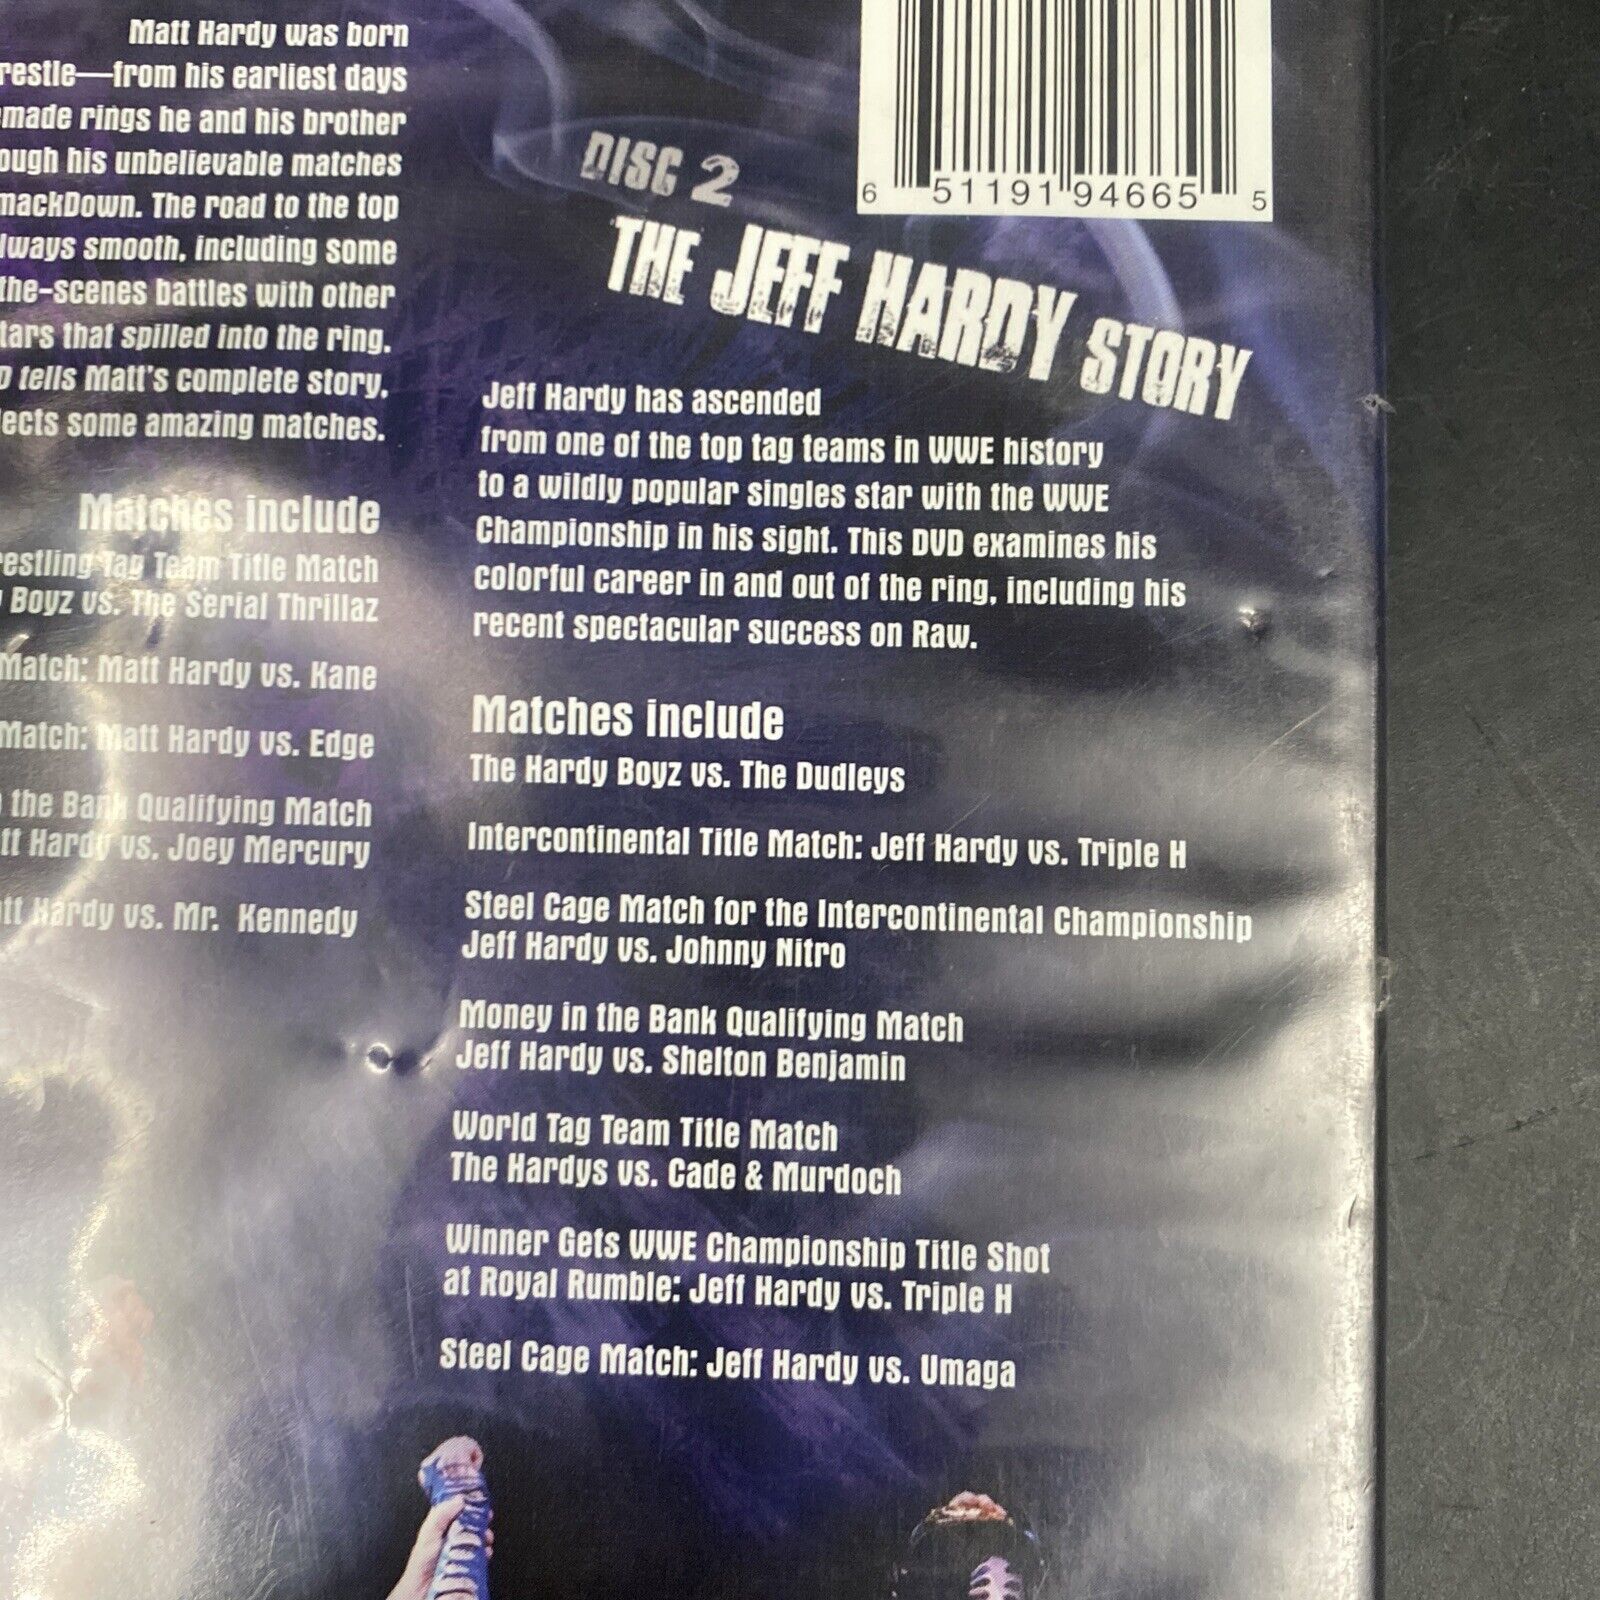 Matt Hardy was born
restle—from his earliest days
made rings he and his brother
ough his unbelievable matches
mackDown. The road to the top
lways smooth, including some
the-scenes battles with other
tars that spilled into the ring.
D tells Matt's complete story,
ects some amazing matches.
Matches include
estling Tag Team Title Match
Boyz vs. The Serial Thrillaz
Match: Matt Hardy vs. Kane
Match: Matt Hardy vs. Edge
the Bank Qualifying Match
tt Hardy vs. Joey Mercury
tt Hardy vs. Mr. Kennedy
6 51191 94665 5
DISC 2
THE JEFF HARDY STORY
Jeff Hardy has ascended
from one of the top tag teams in WWE history
to a wildly popular singles star with the WWE
Championship in his sight. This DVD examines his
colorful career in and out of the ring, including his
recent spectacular success on Raw.
Matches include
The Hardy Boyz vs. The Dudleys
Intercontinental Title Match: Jeff Hardy vs. Triple H
Steel Cage Match for the Intercontinental Championship
Jeff Hardy vs. Johnny Nitro
Money in the Bank Qualifying Match
Jeff Hardy vs. Shelton Benjamin
World Tag Team Title Match
The Hardys vs. Cade & Murdoch
Winner Gets WWE Championship Title Shot
at Royal Rumble: Jeff Hardy vs. Triple H
Steel Cage Match: Jeff Hardy vs. Umaga